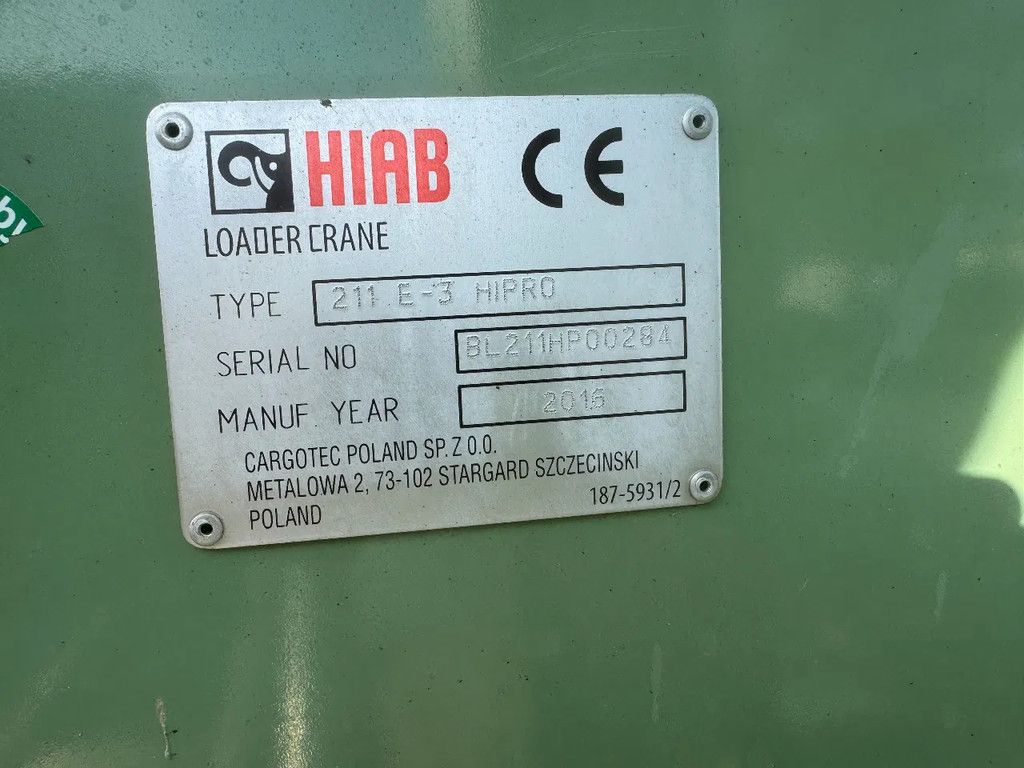 HIAB CE
LOADER CRANE
TYPE 211 E-3 HIPRO
SERIAL NO BL211HP00284
MANUF. YEAR 2016
CARGOTEC POLAND SP. Z O.O.
METALOWA 2, 73-102 STARGARD SZCZECINSKI
POLAND 187-5931/2